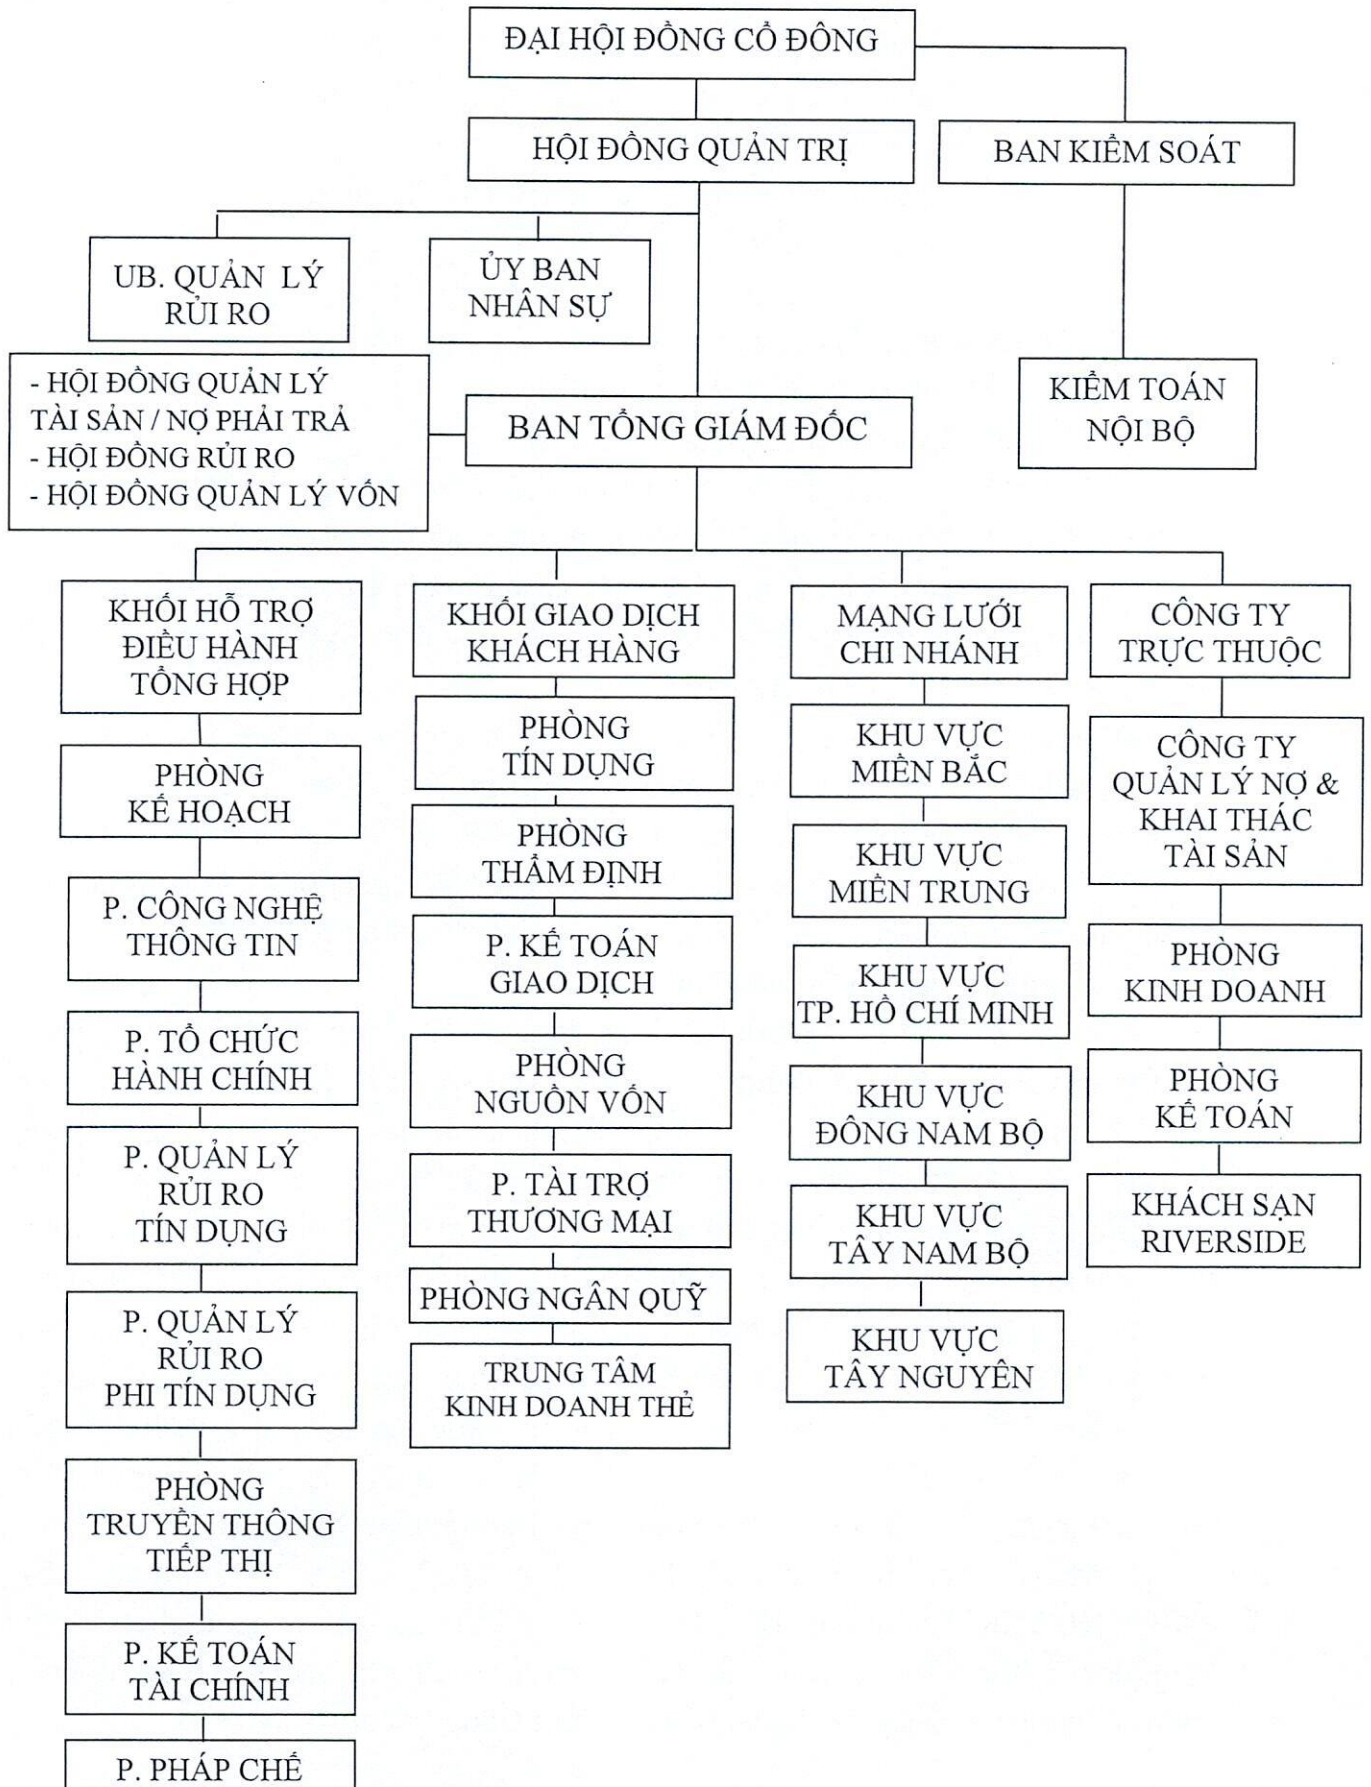 ĐẠI HỘI ĐỒNG CỔ ĐÔNG
HỘI ĐỒNG QUẢN TRỊ
BAN KIỂM SOÁT
UB. QUẢN LÝ
RỦI RO
ỦY BAN
NHÂN SỰ
- HỘI ĐỒNG QUẢN LÝ
TÀI SẢN / NỢ PHẢI TRẢ
- HỘI ĐỒNG RỦI RO
- HỘI ĐỒNG QUẢN LÝ VỐN
BAN TỔNG GIÁM ĐỐC
KIỂM TOÁN
NỘI BỘ
KHỐI HỖ TRỢ
ĐIỀU HÀNH
TỔNG HỢP
PHÒNG
KẾ HOẠCH
P. CÔNG NGHỆ
THÔNG TIN
P. TỔ CHỨC
HÀNH CHÍNH
P. QUẢN LÝ
RỦI RO
TÍN DỤNG
P. QUẢN LÝ
RỦI RO
PHI TÍN DỤNG
PHÒNG
TRUYỀN THÔNG
TIẾP THỊ
P. KẾ TOÁN
TÀI CHÍNH
P. PHÁP CHẾ
KHỐI GIAO DỊCH
KHÁCH HÀNG
PHÒNG
TÍN DỤNG
PHÒNG
THẨM ĐỊNH
P. KẾ TOÁN
GIAO DỊCH
PHÒNG
NGUỒN VỐN
P. TÀI TRỢ
THƯƠNG MẠI
PHÒNG NGÂN QUỸ
TRUNG TÂM
KINH DOANH THẺ
MẠNG LƯỚI
CHI NHÁNH
KHU VỰC
MIỀN BẮC
KHU VỰC
MIỀN TRUNG
KHU VỰC
TP. HỒ CHÍ MINH
KHU VỰC
ĐÔNG NAM BỘ
KHU VỰC
TÂY NAM BỘ
KHU VỰC
TÂY NGUYÊN
CÔNG TY
TRỰC THUỘC
CÔNG TY
QUẢN LÝ NỢ &
KHAI THÁC
TÀI SẢN
PHÒNG
KINH DOANH
PHÒNG
KẾ TOÁN
KHÁCH SẠN
RIVERSIDE